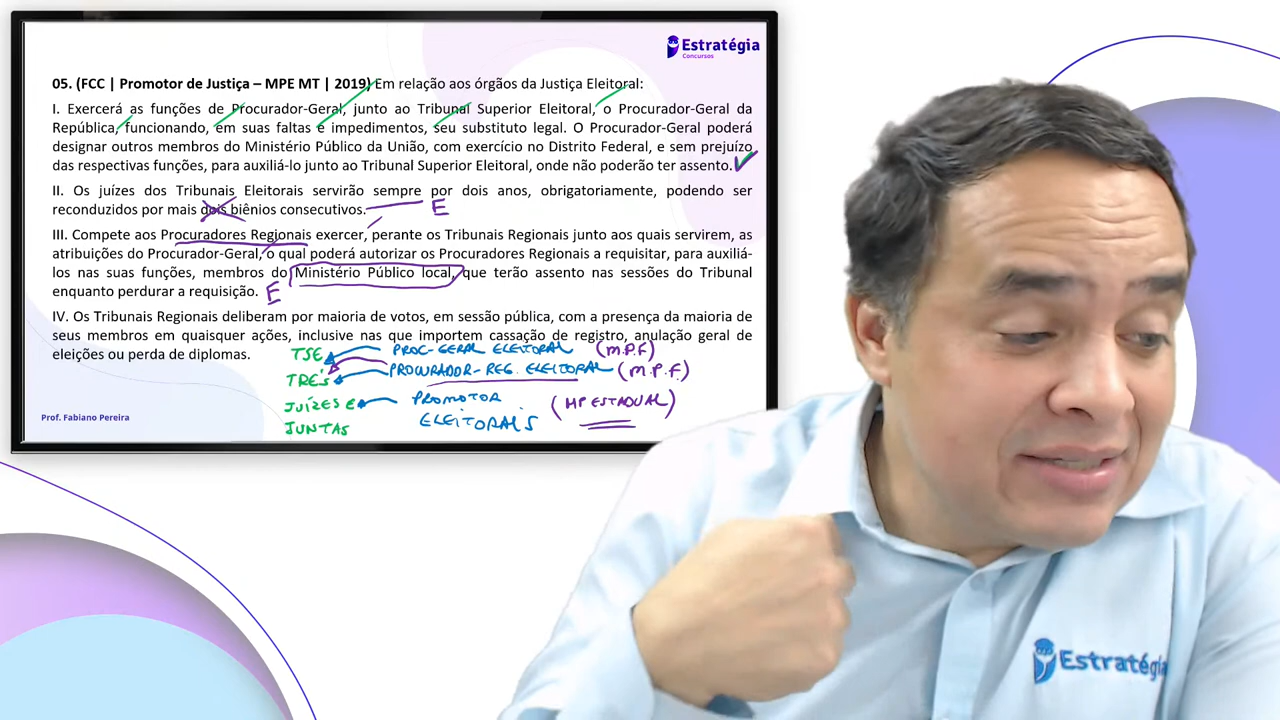 Estratégia
Concursos
05. (FCC | Promotor de Justiça – MPE MT | 2019) Em relação aos órgãos da Justiça Eleitoral:
I. Exercerá as funções de Procurador-Geral, junto ao Tribunal Superior Eleitoral, o Procurador-Geral da
República, funcionando, em suas faltas e impedimentos, seu substituto legal. O Procurador-Geral poderá
designar outros membros do Ministério Público da União, com exercício no Distrito Federal, e sem prejuízo
das respectivas funções, para auxiliá-lo junto ao Tribunal Superior Eleitoral, onde não poderão ter assento.
II. Os juízes dos Tribunais Eleitorais servirão sempre por dois anos, obrigatoriamente, podendo ser
reconduzidos por mais dois biênios consecutivos. E
III. Compete aos Procuradores Regionais exercer, perante os Tribunais Regionais junto aos quais servirem, as
atribuições do Procurador-Geral, o qual poderá autorizar os Procuradores Regionais a requisitar, para auxiliá-
los nas suas funções, membros do Ministério Público local, que terão assento nas sessões do Tribunal
enquanto perdurar a requisição. E
IV. Os Tribunais Regionais deliberam por maioria de votos, em sessão pública, com a presença da maioria de
seus membros em quaisquer ações, inclusive nas que importem cassação de registro, anulação geral de
eleições ou perda de diplomas.
TSE PROC-GERAL ELEITORAL (M.P.F)
TRE'S PROCURADOR-REG. ELEITORAL (M.P.F)
JUÍZES E PROMOTOR (MP ESTADUAL)
JUNTAS ELEITORAIS
Prof. Fabiano Pereira
Estratégia